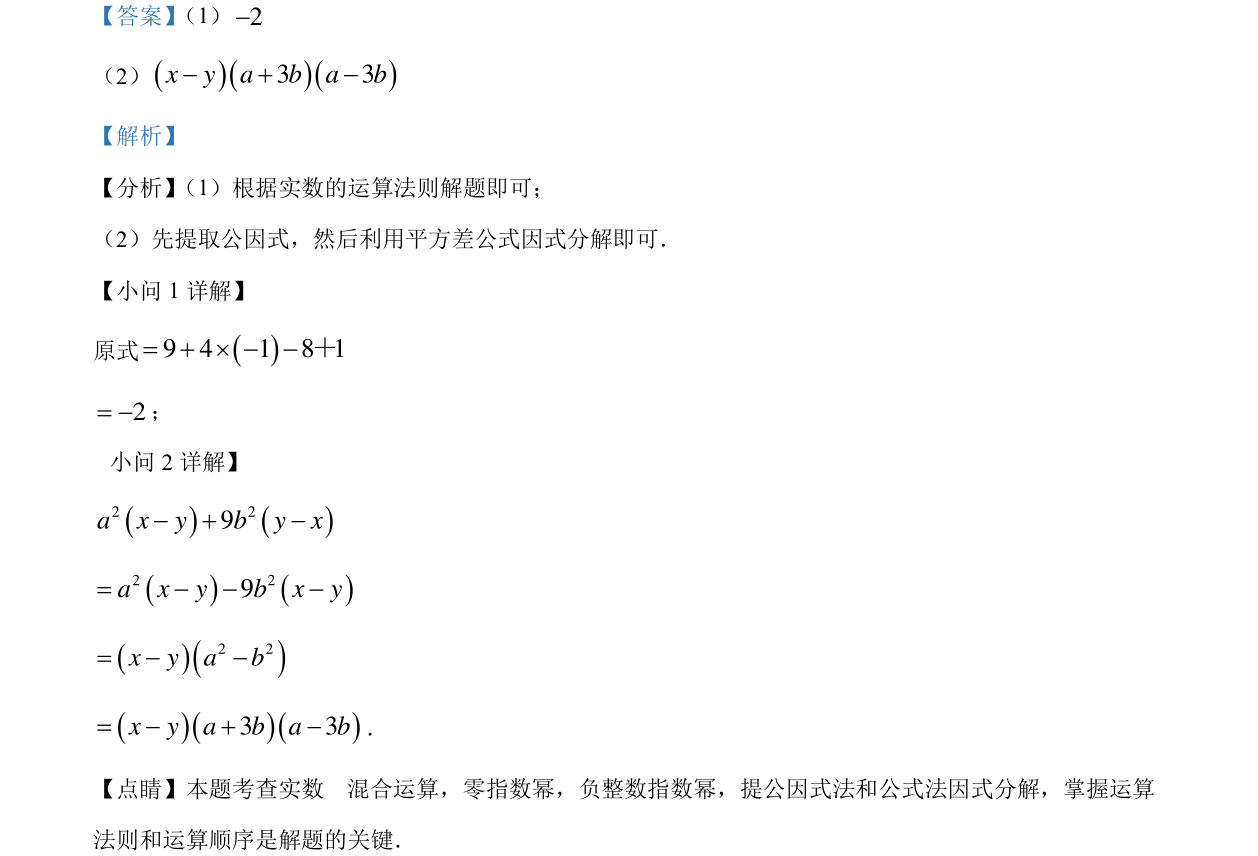 【答案】（1）−2
（2）(x−y)(a+3b)(a−3b)
【解析】
【分析】（1）根据实数的运算法则解题即可；
（2）先提取公因式，然后利用平方差公式因式分解即可．
【小问 1 详解】
原式=9+4×(−1)−8+1
=−2；
小问 2 详解】
a²(x−y)+9b²(y−x)
=a²(x−y)−9b²(x−y)
=(x−y)(a²−b²)
=(x−y)(a+3b)(a−3b)．
【点睛】本题考查实数 混合运算，零指数幂，负整数指数幂，提公因式法和公式法因式分解，掌握运算
法则和运算顺序是解题的关键．